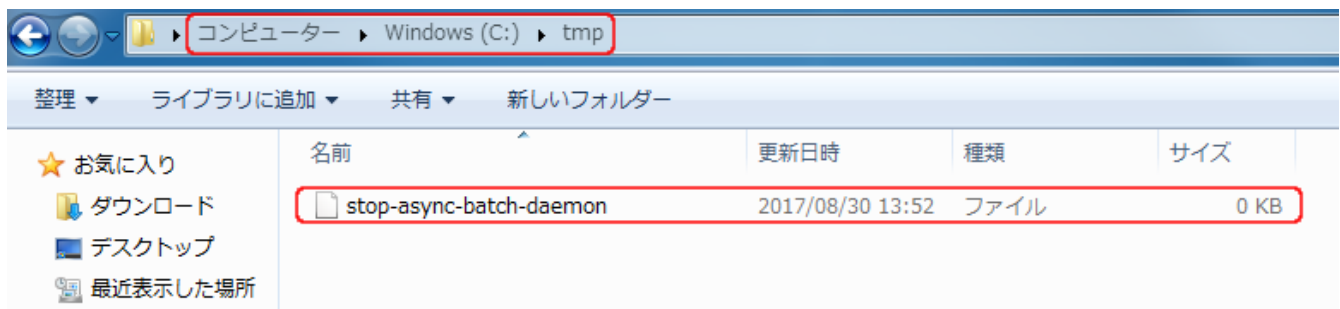 コンピューター ▸ Windows (C:) ▸ tmp
整理 ▼ ライブラリに追加 ▼ 共有 ▼ 新しいフォルダー
お気に入り
ダウンロード
デスクトップ
最近表示した場所
名前 更新日時 種類 サイズ
stop-async-batch-daemon 2017/08/30 13:52 ファイル 0 KB